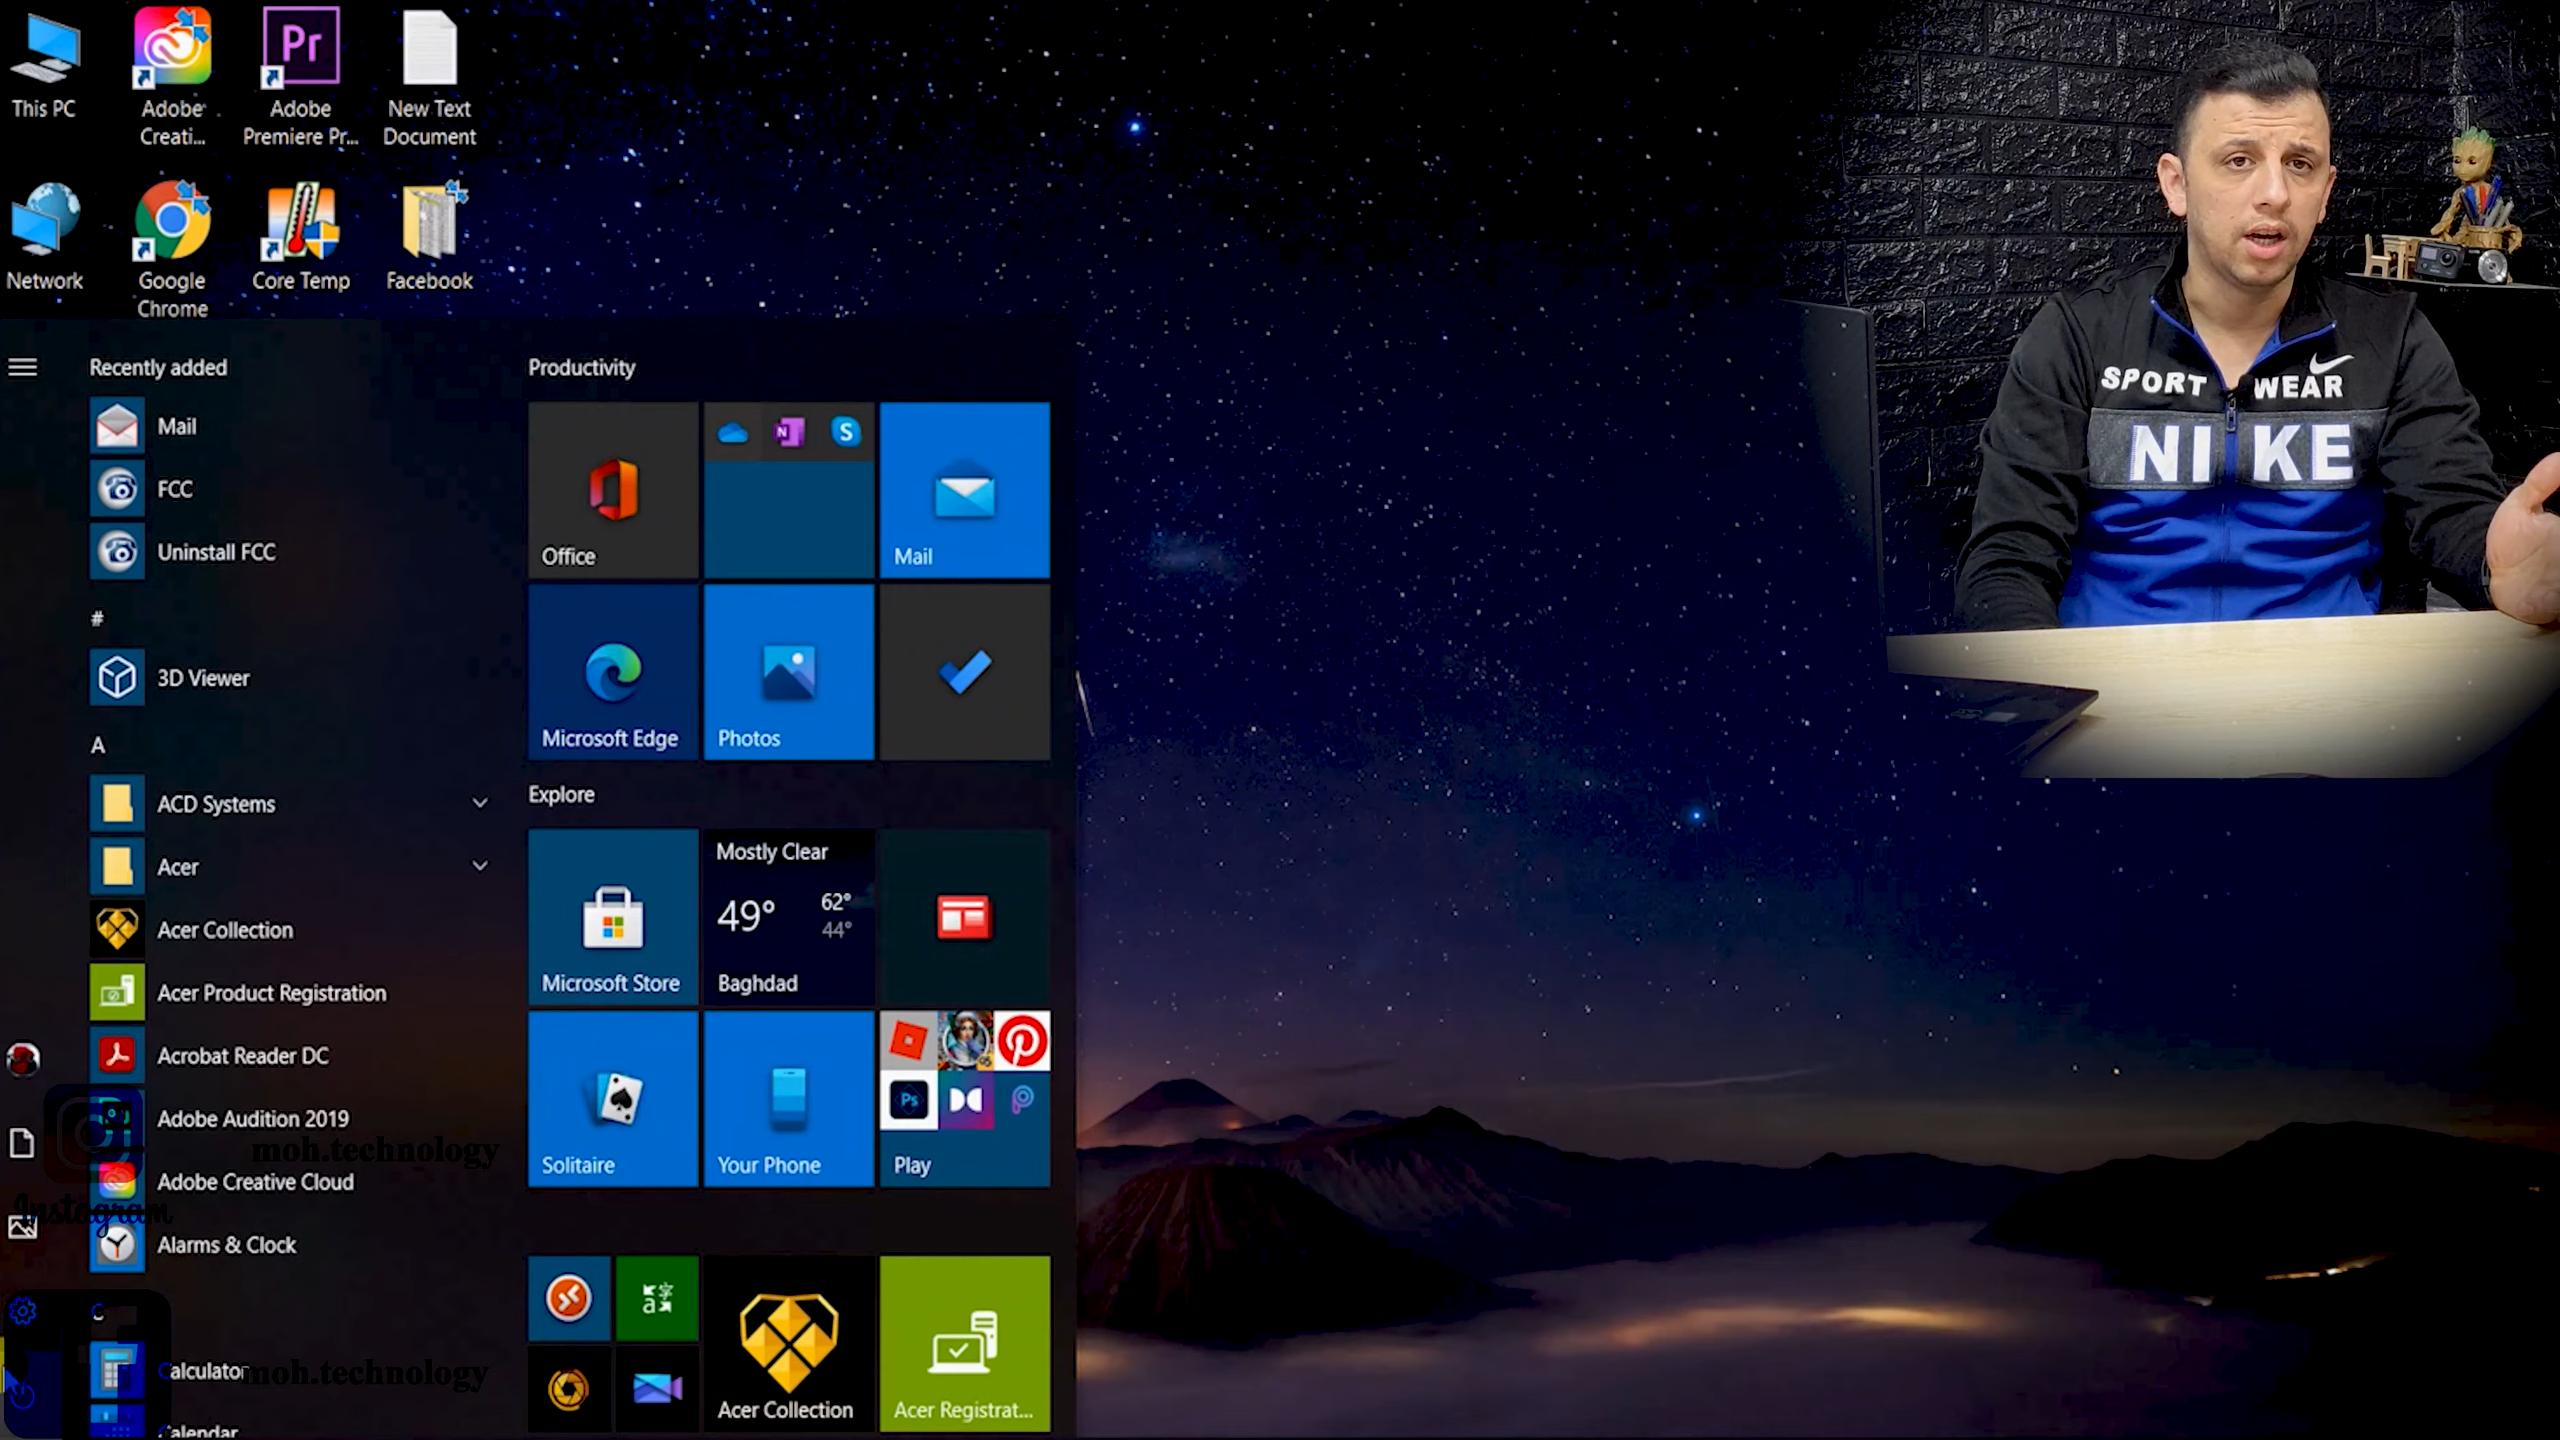 This PC
Adobe
Creati...
Adobe
Premiere Pr...
New Text
Document
Network
Google
Chrome
Core Temp
Facebook
Recently added
Mail
FCC
Uninstall FCC
#
3D Viewer
A
ACD Systems
Acer
Acer Collection
Acer Product Registration
Acrobat Reader DC
Adobe Audition 2019
moh.technology
Adobe Creative Cloud
Instagram
Alarms & Clock
C
Calculator
moh.technology
Calendar
Productivity
Office
Mail
Microsoft Edge
Photos
Explore
Microsoft Store
Mostly Clear
49°
62°
44°
Baghdad
Solitaire
Your Phone
Play
Acer Collection
Acer Registrat...
SPORT WEAR
NIKE